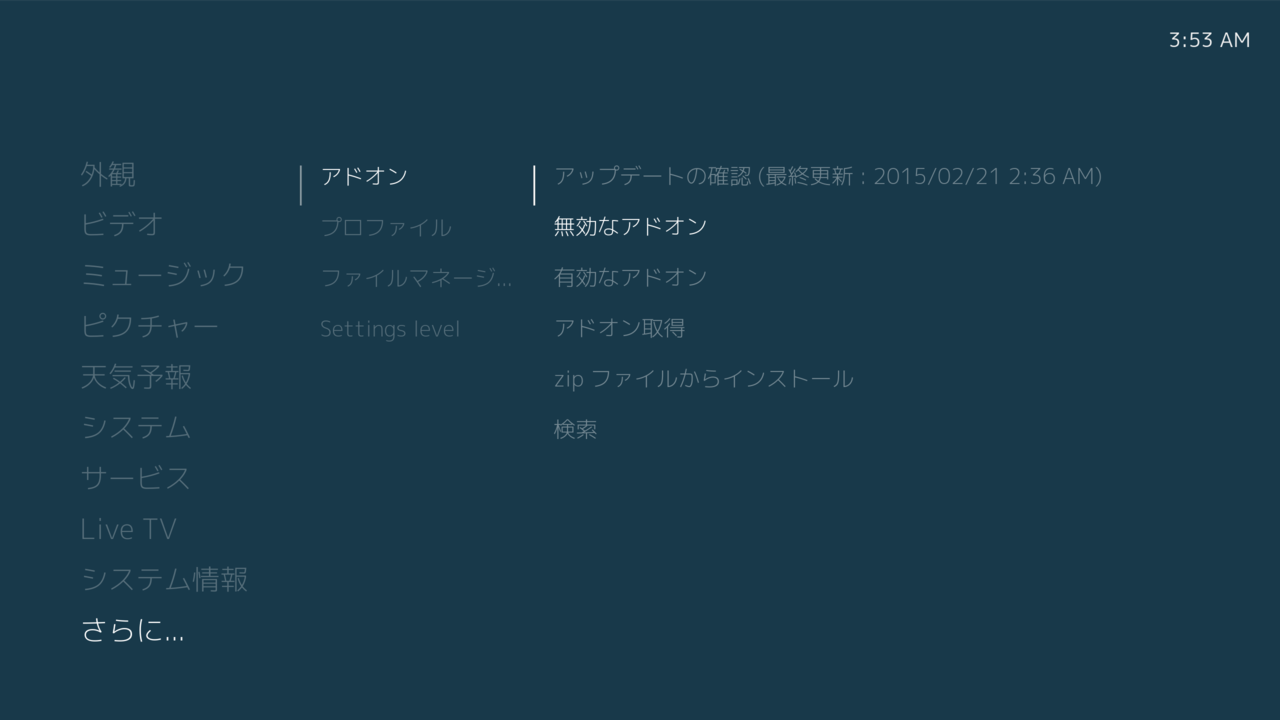 3:53 AM
外観
ビデオ
ミュージック
ピクチャー
天気予報
システム
サービス
Live TV
システム情報
さらに...
アドオン
プロファイル
ファイルマネージ...
Settings level
アップデートの確認 (最終更新 : 2015/02/21 2:36 AM)
無効なアドオン
有効なアドオン
アドオン取得
zip ファイルからインストール
検索